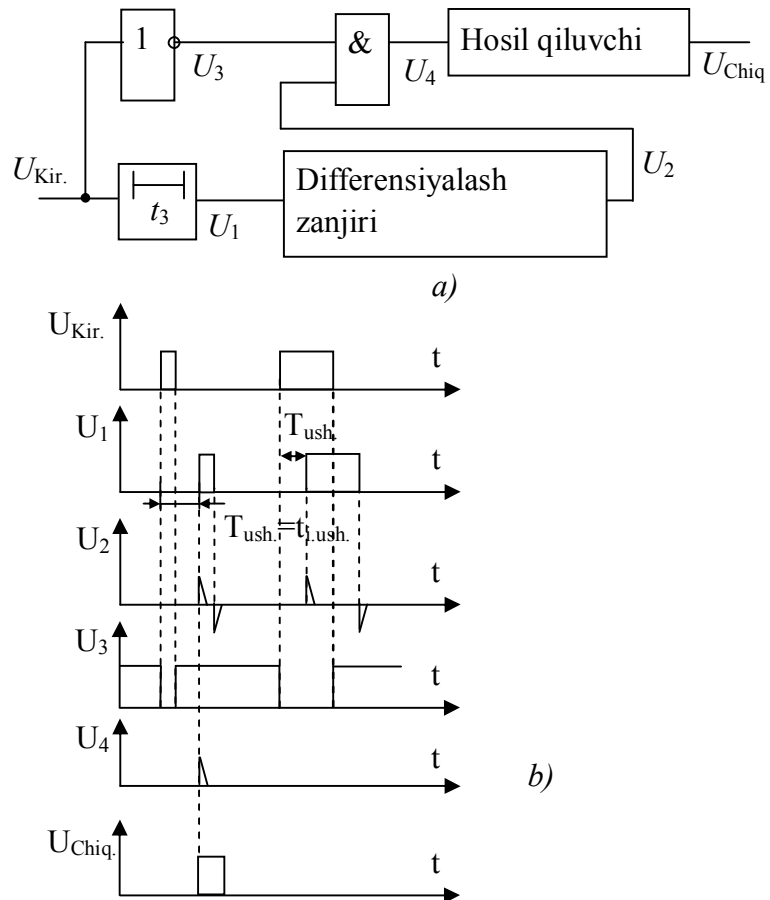 1
U3
&
U4
Hosil qiluvchi
UChiq
UKir.
t3
U1
Differensiyalash
zanjiri
U2
a)
UKir.
t
U1
Tush.
t
Tush.=ti.ush.
U2
t
U3
t
U4
t
b)
UChiq.
t